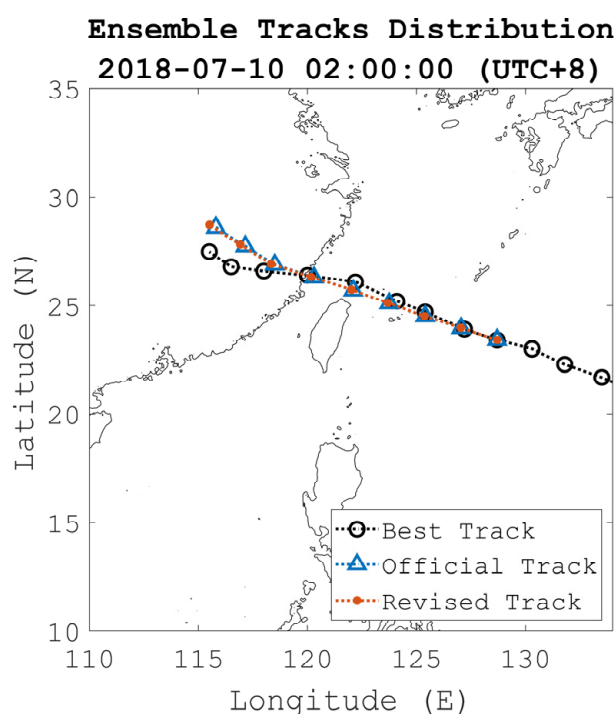 Ensemble Tracks Distribution
2018-07-10 02:00:00 (UTC+8)
35
30
25
20
15
10
Latitude (N)
Best Track
Official Track
Revised Track
110 115 120 125 130
Longitude (E)